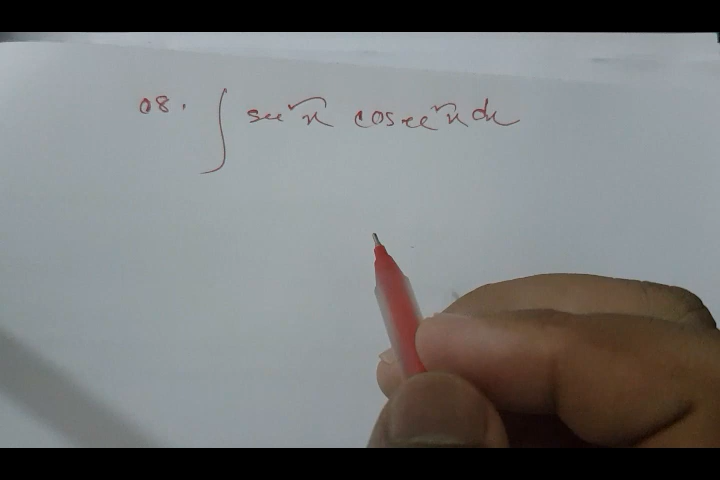 08. ∫ sec²x cosec²x dx